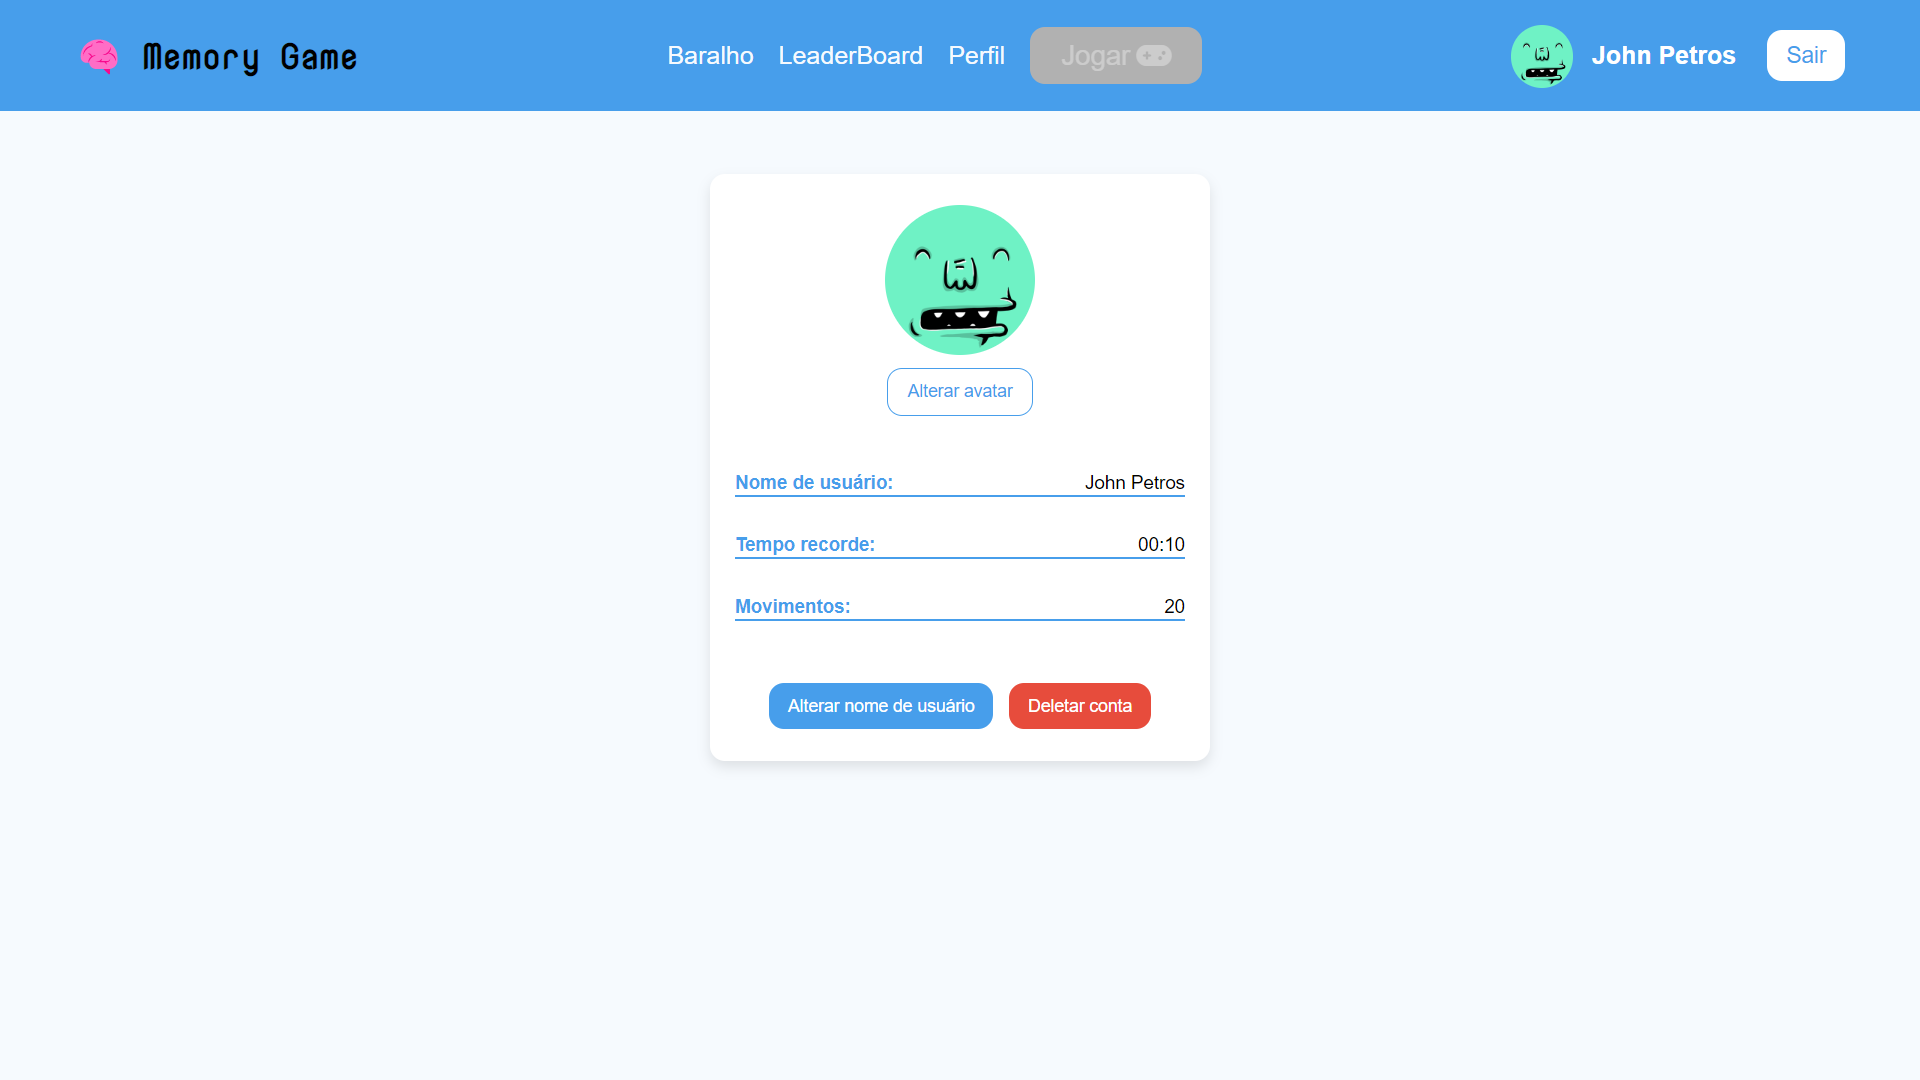 Memory Game
Baralho LeaderBoard Perfil Jogar
John Petros Sair
Alterar avatar
Nome de usuário: John Petros
Tempo recorde: 00:10
Movimentos: 20
Alterar nome de usuário Deletar conta